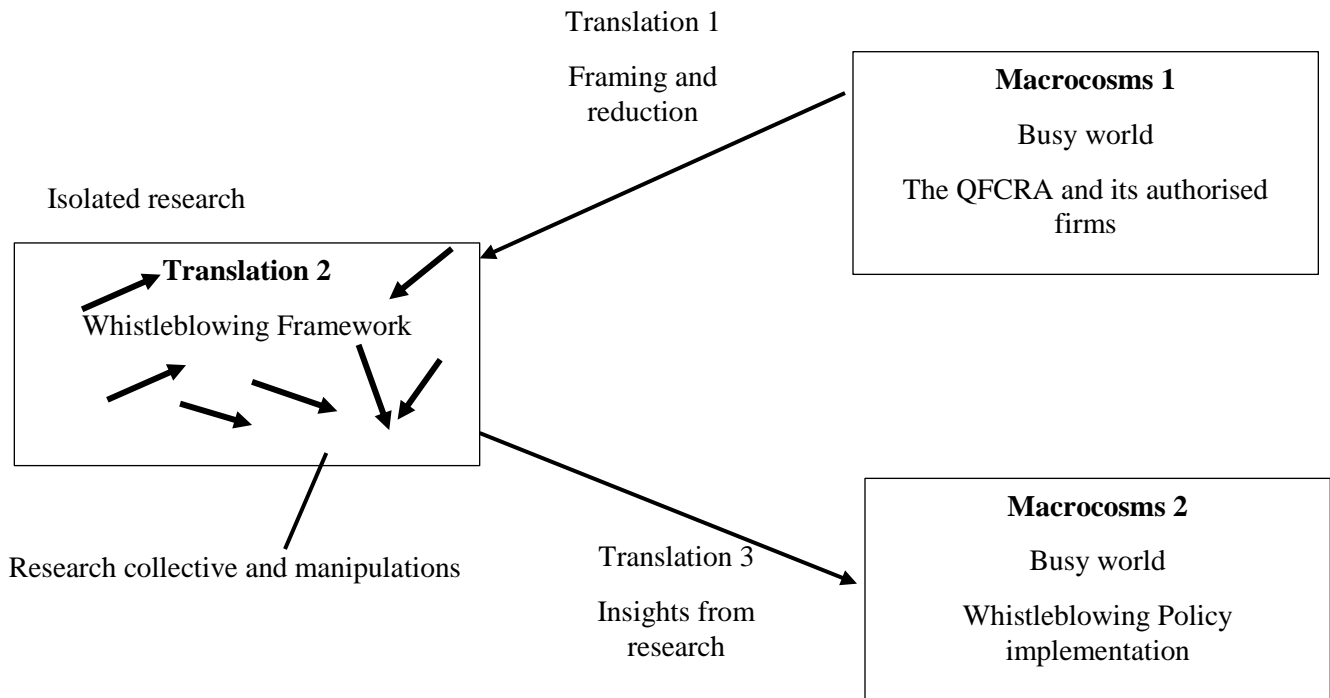 Translation 1
Framing and
reduction
Macrocosms 1
Busy world
The QFCRA and its authorised
firms
Isolated research
Translation 2
Whistleblowing Framework
Research collective and manipulations
Translation 3
Insights from
research
Macrocosms 2
Busy world
Whistleblowing Policy
implementation